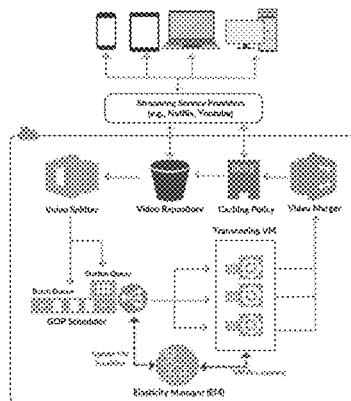 Streaming Service Providers
(e.g., Netflix, Youtube)
Video Splitter
Video Repository
Caching Policy
Video Merger
Transcoding VM
Startup Queue
Batch Queue
GOP Scheduler
Elasticity Manager (EM)